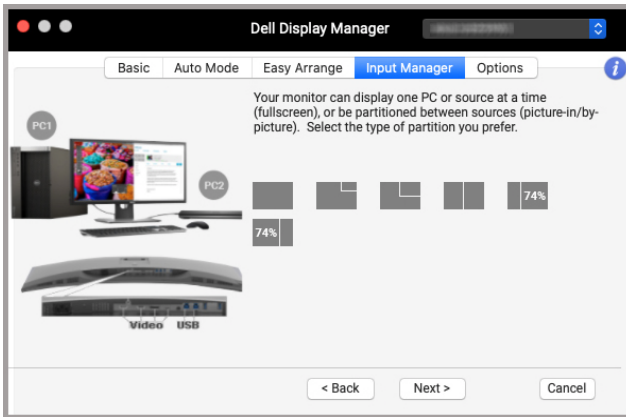 Dell Display Manager
Basic
Auto Mode
Easy Arrange
Input Manager
Options
i
Your monitor can display one PC or source at a time
(fullscreen), or be partitioned between sources (picture-in/by-
picture). Select the type of partition you prefer.
PC1
PC2
74%
74%
Video
USB
< Back
Next >
Cancel